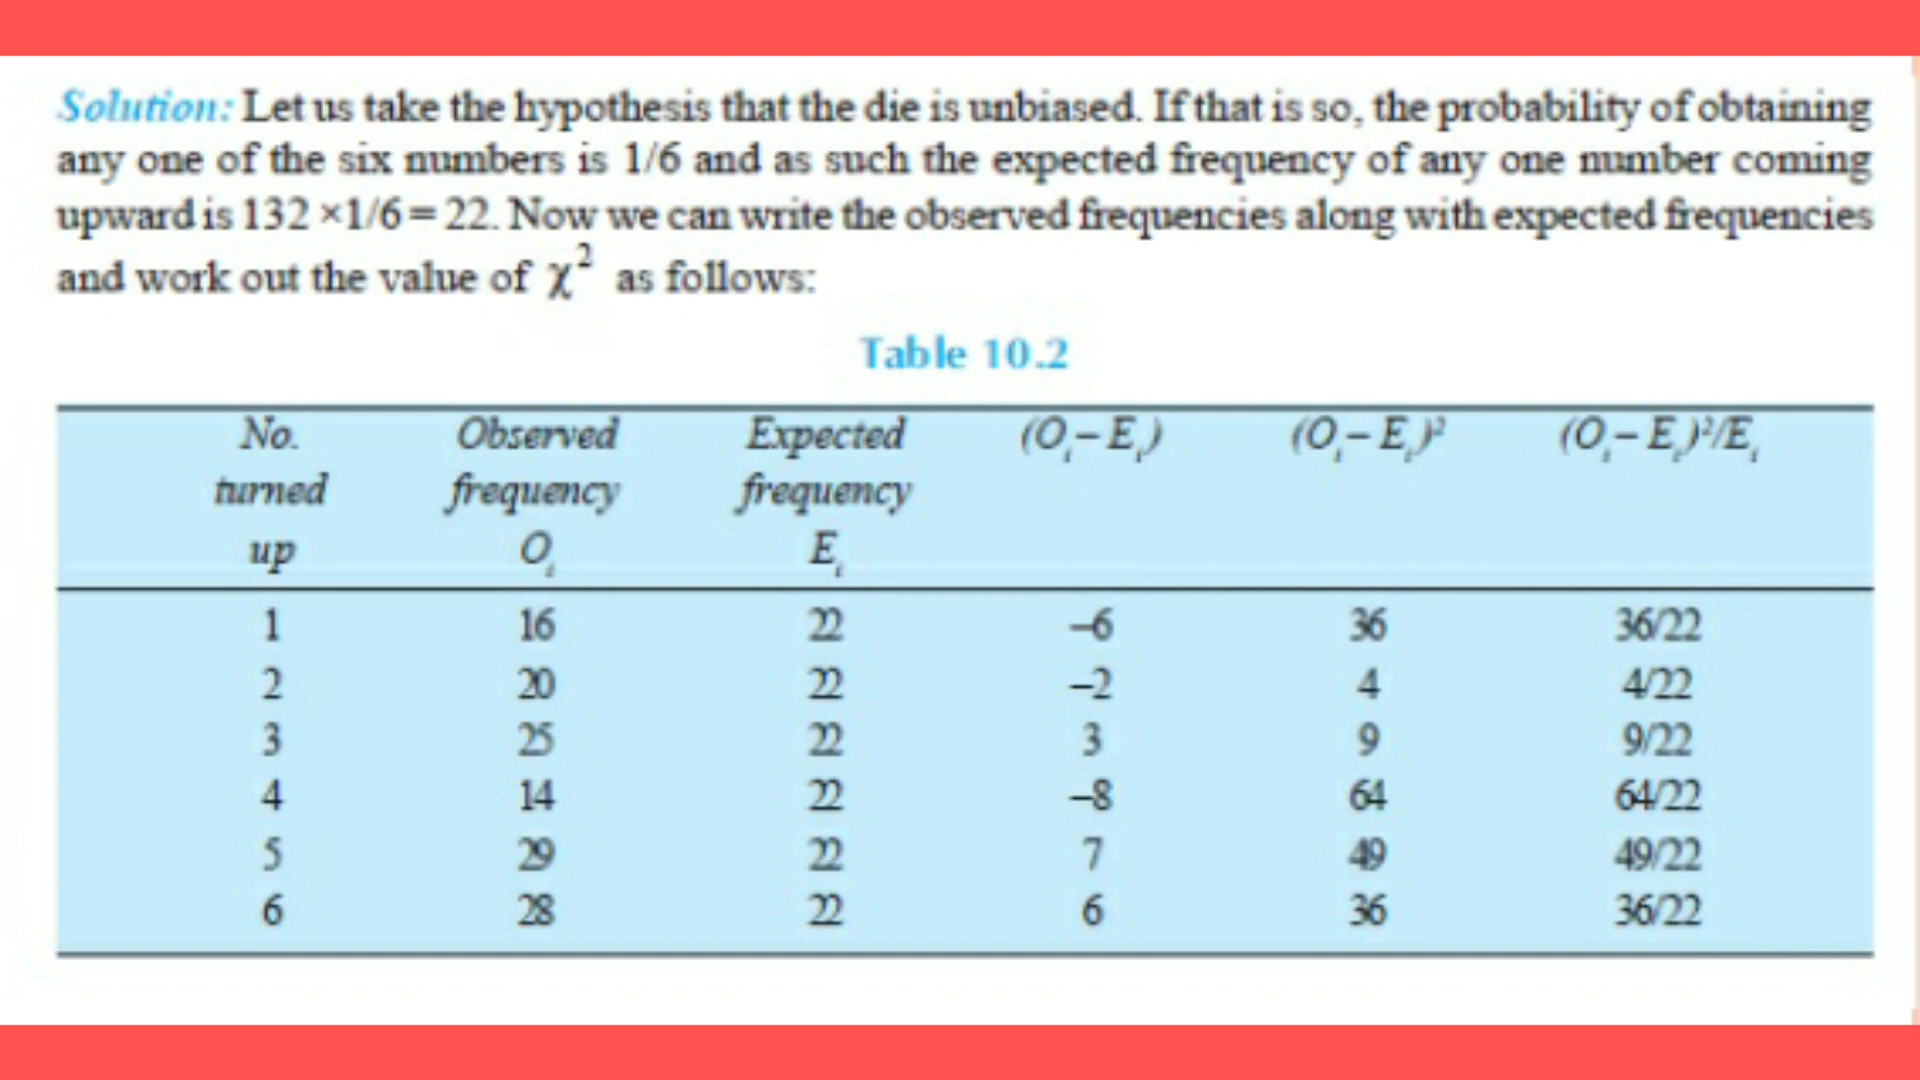 Solution: Let us take the hypothesis that the die is unbiased. If that is so, the probability of obtaining
any one of the six numbers is 1/6 and as such the expected frequency of any one number coming
upward is 132 ×1/6 = 22. Now we can write the observed frequencies along with expected frequencies
and work out the value of χ² as follows:
Table 10.2
No. Observed Expected (Oᵢ – Eᵢ) (Oᵢ – Eᵢ)² (Oᵢ – Eᵢ)²/Eᵢ
turned frequency frequency
up Oᵢ Eᵢ
1 16 22 –6 36 36/22
2 20 22 –2 4 4/22
3 25 22 3 9 9/22
4 14 22 –8 64 64/22
5 29 22 7 49 49/22
6 28 22 6 36 36/22